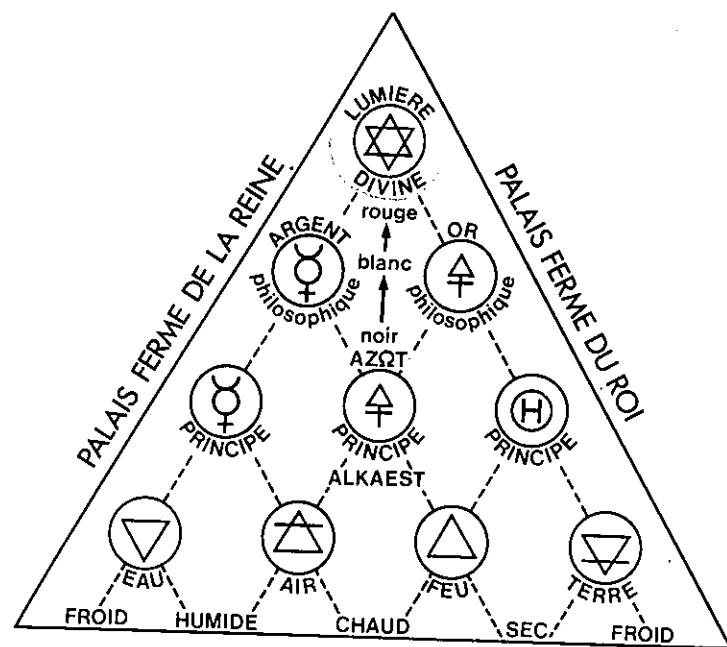 PALAIS FERME DE LA REINE
PALAIS FERME DU ROI
LUMIERE
DIVINE
rouge
ARGENT
philosophique
blanc
OR
philosophique
noir
AZΩT
PRINCIPE
PRINCIPE
PRINCIPE
ALKAEST
EAU
AIR
FEU
TERRE
FROID
HUMIDE
CHAUD
SEC
FROID